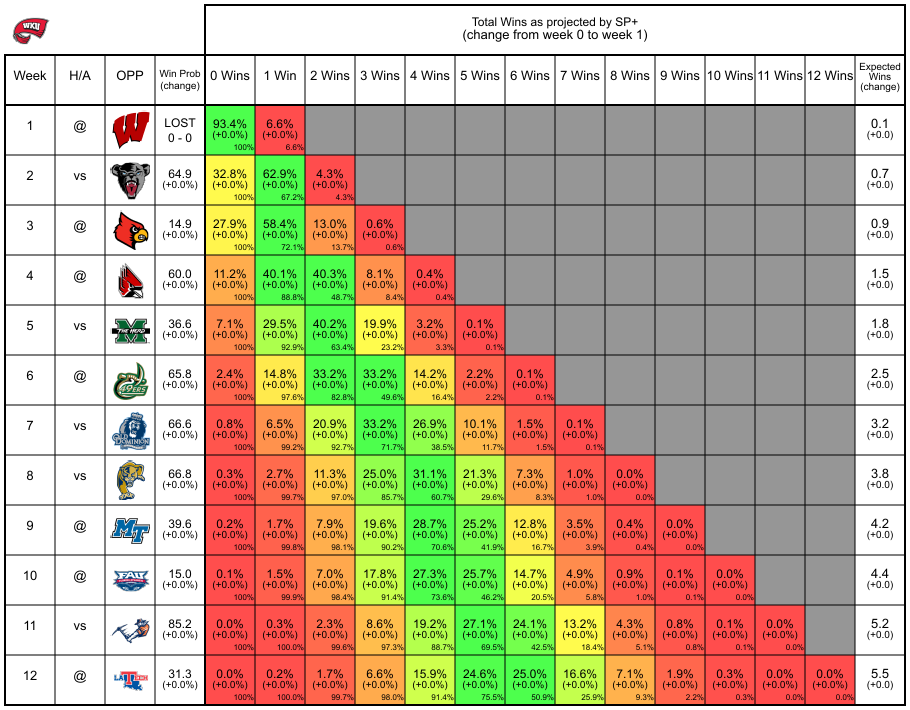 WKU
Total Wins as projected by SP+
(change from week 0 to week 1)
Week H/A OPP Win Prob (change) 0 Wins 1 Win 2 Wins 3 Wins 4 Wins 5 Wins 6 Wins 7 Wins 8 Wins 9 Wins 10 Wins 11 Wins 12 Wins Expected Wins (change)
1 @ W LOST 93.4% 6.6% 0.1
0 - 0 (+0.0%) (+0.0%) (+0.0)
100% 6.6%
2 vs 64.9 32.8% 62.9% 4.3% 0.7
(+0.0%) (+0.0%) (+0.0%) (+0.0%) (+0.0)
100% 67.2% 4.3%
3 @ 14.9 27.9% 58.4% 13.0% 0.6% 0.9
(+0.0%) (+0.0%) (+0.0%) (+0.0%) (+0.0%) (+0.0)
100% 72.1% 13.7% 0.6%
4 @ 60.0 11.2% 40.1% 40.3% 8.1% 0.4% 1.5
(+0.0%) (+0.0%) (+0.0%) (+0.0%) (+0.0%) (+0.0%) (+0.0)
100% 88.8% 48.7% 8.4% 0.4%
5 vs M THE HERD 36.6 7.1% 29.5% 40.2% 19.9% 3.2% 0.1% 1.8
(+0.0%) (+0.0%) (+0.0%) (+0.0%) (+0.0%) (+0.0%) (+0.0%) (+0.0)
100% 92.9% 63.4% 23.2% 3.3% 0.1%
6 @ 49ERS 65.8 2.4% 14.8% 33.2% 33.2% 14.2% 2.2% 0.1% 2.5
(+0.0%) (+0.0%) (+0.0%) (+0.0%) (+0.0%) (+0.0%) (+0.0%) (+0.0%) (+0.0)
100% 97.6% 82.8% 49.6% 16.4% 2.2% 0.1%
7 vs OLD DOMINION 66.6 0.8% 6.5% 20.9% 33.2% 26.9% 10.1% 1.5% 0.1% 3.2
(+0.0%) (+0.0%) (+0.0%) (+0.0%) (+0.0%) (+0.0%) (+0.0%) (+0.0%) (+0.0%) (+0.0)
100% 99.2% 92.7% 71.7% 38.5% 11.7% 1.5% 0.1%
8 vs 66.8 0.3% 2.7% 11.3% 25.0% 31.1% 21.3% 7.3% 1.0% 0.0% 3.8
(+0.0%) (+0.0%) (+0.0%) (+0.0%) (+0.0%) (+0.0%) (+0.0%) (+0.0%) (+0.0%) (+0.0%) (+0.0)
100% 99.7% 97.0% 85.7% 60.7% 29.6% 8.3% 1.0% 0.0%
9 @ MT 39.6 0.2% 1.7% 7.9% 19.6% 28.7% 25.2% 12.8% 3.5% 0.4% 0.0% 4.2
(+0.0%) (+0.0%) (+0.0%) (+0.0%) (+0.0%) (+0.0%) (+0.0%) (+0.0%) (+0.0%) (+0.0%) (+0.0%) (+0.0)
100% 99.8% 98.1% 90.2% 70.6% 41.9% 16.7% 3.9% 0.4% 0.0%
10 @ FAU 15.0 0.1% 1.5% 7.0% 17.8% 27.3% 25.7% 14.7% 4.9% 0.9% 0.1% 0.0% 4.4
(+0.0%) (+0.0%) (+0.0%) (+0.0%) (+0.0%) (+0.0%) (+0.0%) (+0.0%) (+0.0%) (+0.0%) (+0.0%) (+0.0%) (+0.0)
100% 99.9% 98.4% 91.4% 73.6% 46.2% 20.5% 5.8% 1.0% 0.1% 0.0%
11 vs 85.2 0.0% 0.3% 2.3% 8.6% 19.2% 27.1% 24.1% 13.2% 4.3% 0.8% 0.1% 0.0% 5.2
(+0.0%) (+0.0%) (+0.0%) (+0.0%) (+0.0%) (+0.0%) (+0.0%) (+0.0%) (+0.0%) (+0.0%) (+0.0%) (+0.0%) (+0.0%) (+0.0)
100% 100.0% 99.6% 97.3% 88.7% 69.5% 42.5% 18.4% 5.1% 0.8% 0.1% 0.0%
12 @ LA TECH 31.3 0.0% 0.2% 1.7% 6.6% 15.9% 24.6% 25.0% 16.6% 7.1% 1.9% 0.3% 0.0% 0.0% 5.5
(+0.0%) (+0.0%) (+0.0%) (+0.0%) (+0.0%) (+0.0%) (+0.0%) (+0.0%) (+0.0%) (+0.0%) (+0.0%) (+0.0%) (+0.0%) (+0.0%) (+0.0)
100% 100.0% 99.7% 98.0% 91.4% 75.5% 50.9% 25.9% 9.3% 2.2% 0.3% 0.0% 0.0%